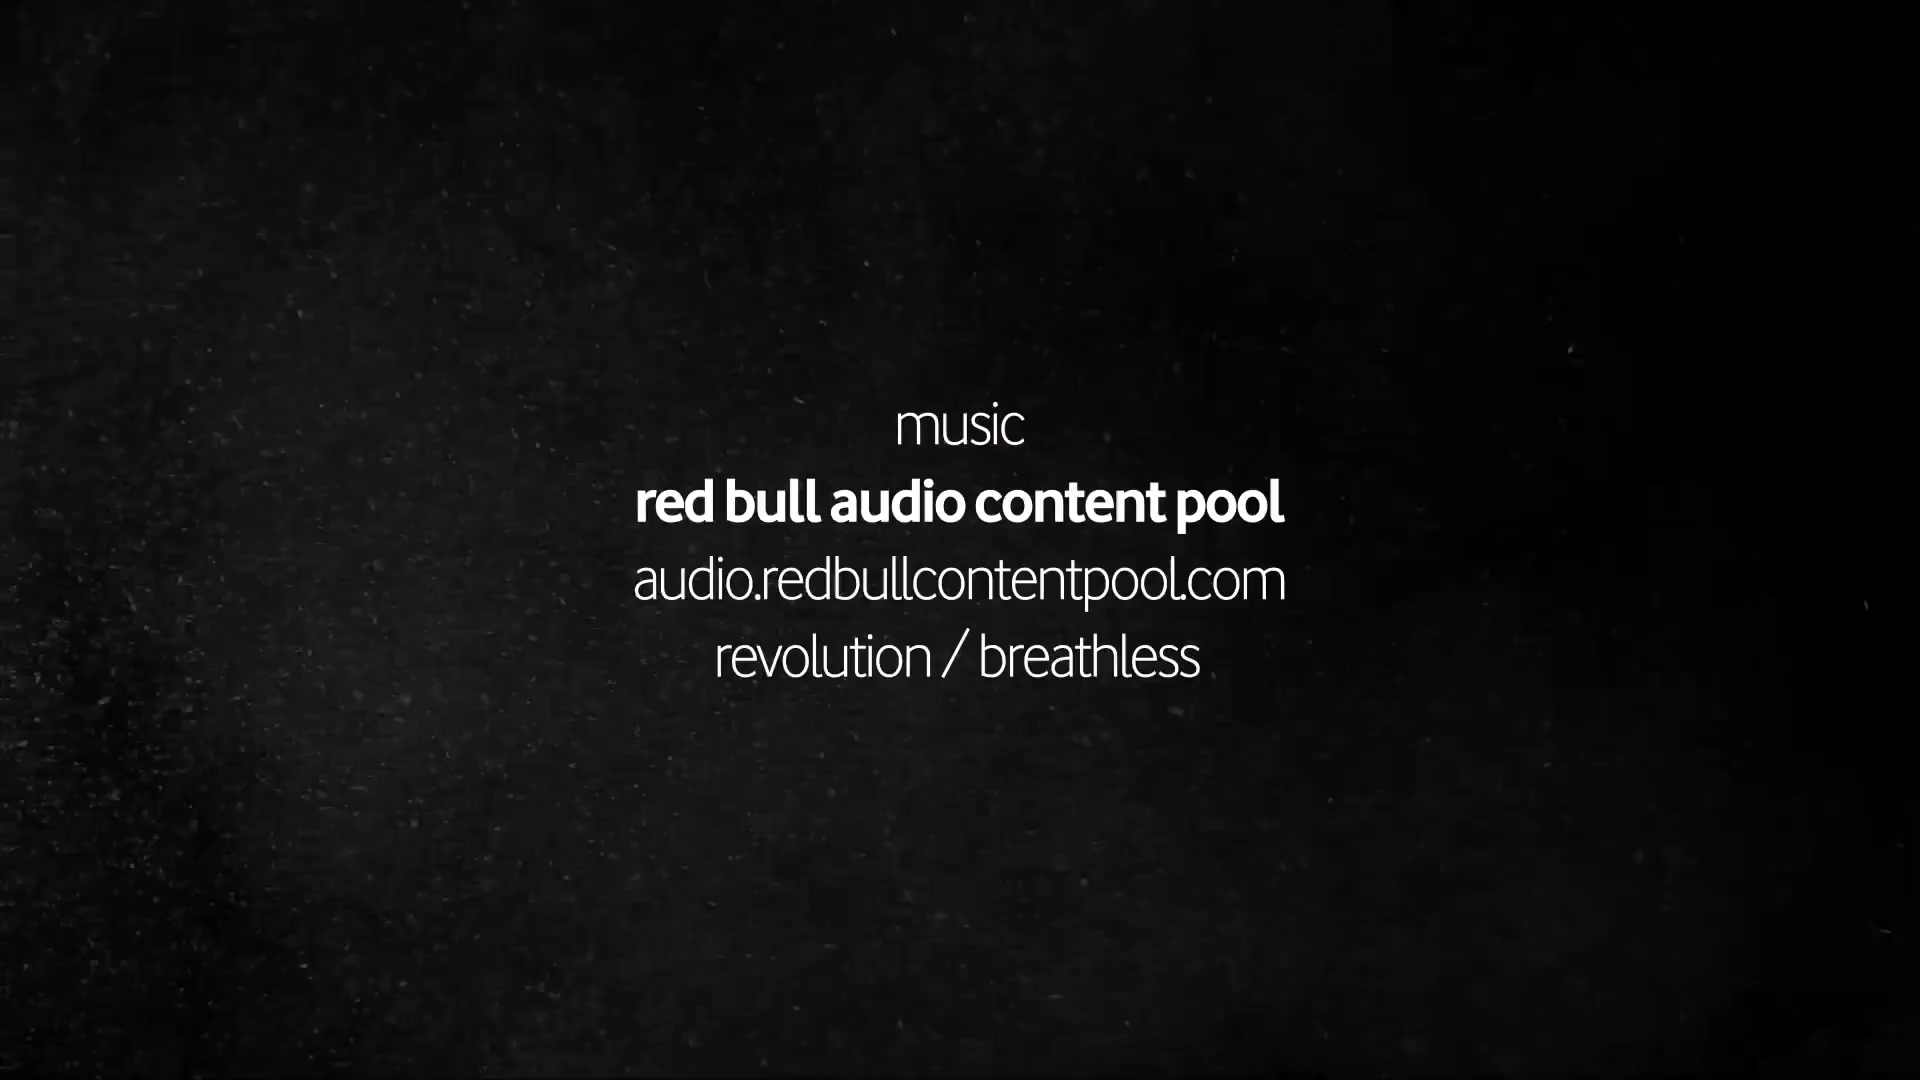 music
red bull audio content pool
audio.redbullcontentpool.com
revolution / breathless